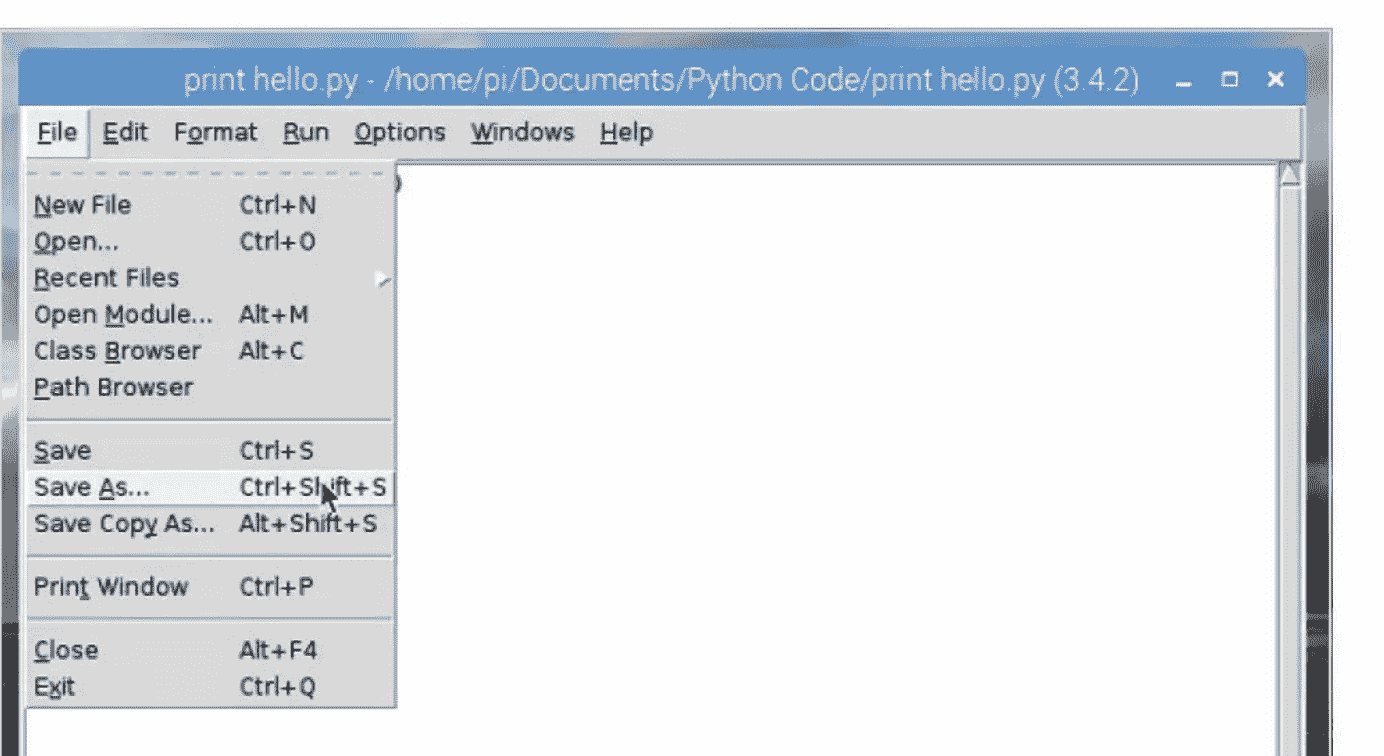 print hello.py - /home/pi/Documents/Python Code/print hello.py (3.4.2)
File Edit Format Run Options Windows Help
)
New File Ctrl+N
Open... Ctrl+O
Recent Files
Open Module... Alt+M
Class Browser Alt+C
Path Browser
Save Ctrl+S
Save As... Ctrl+Shift+S
Save Copy As... Alt+Shift+S
Print Window Ctrl+P
Close Alt+F4
Exit Ctrl+Q